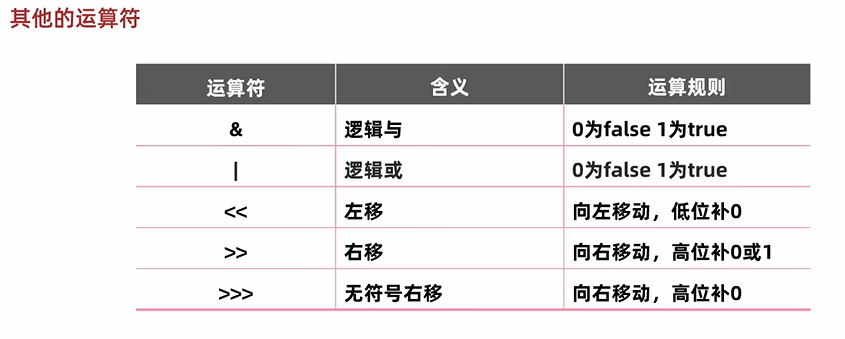 其他的运算符
运算符 含义 运算规则
& 逻辑与 0为false 1为true
| 逻辑或 0为false 1为true
<< 左移 向左移动，低位补0
>> 右移 向右移动，高位补0或1
>>> 无符号右移 向右移动，高位补0